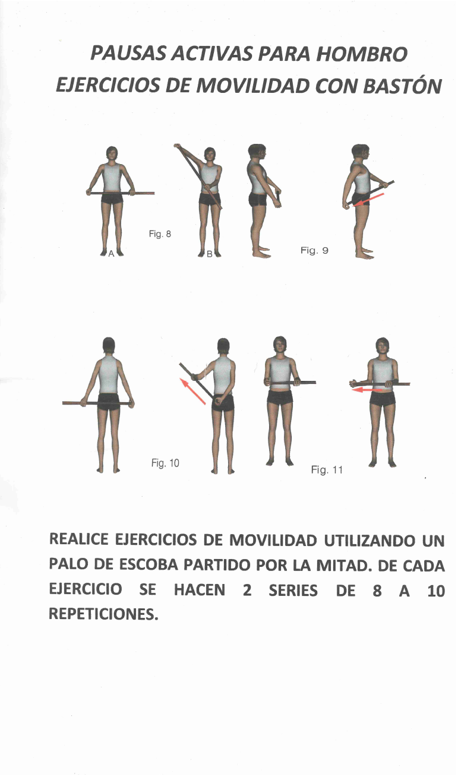 PAUSAS ACTIVAS PARA HOMBRO
EJERCICIOS DE MOVILIDAD CON BASTÓN
Fig. 8
A
B
Fig. 9
Fig. 10
Fig. 11
REALICE EJERCICIOS DE MOVILIDAD UTILIZANDO UN
PALO DE ESCOBA PARTIDO POR LA MITAD. DE CADA
EJERCICIO SE HACEN 2 SERIES DE 8 A 10
REPETICIONES.